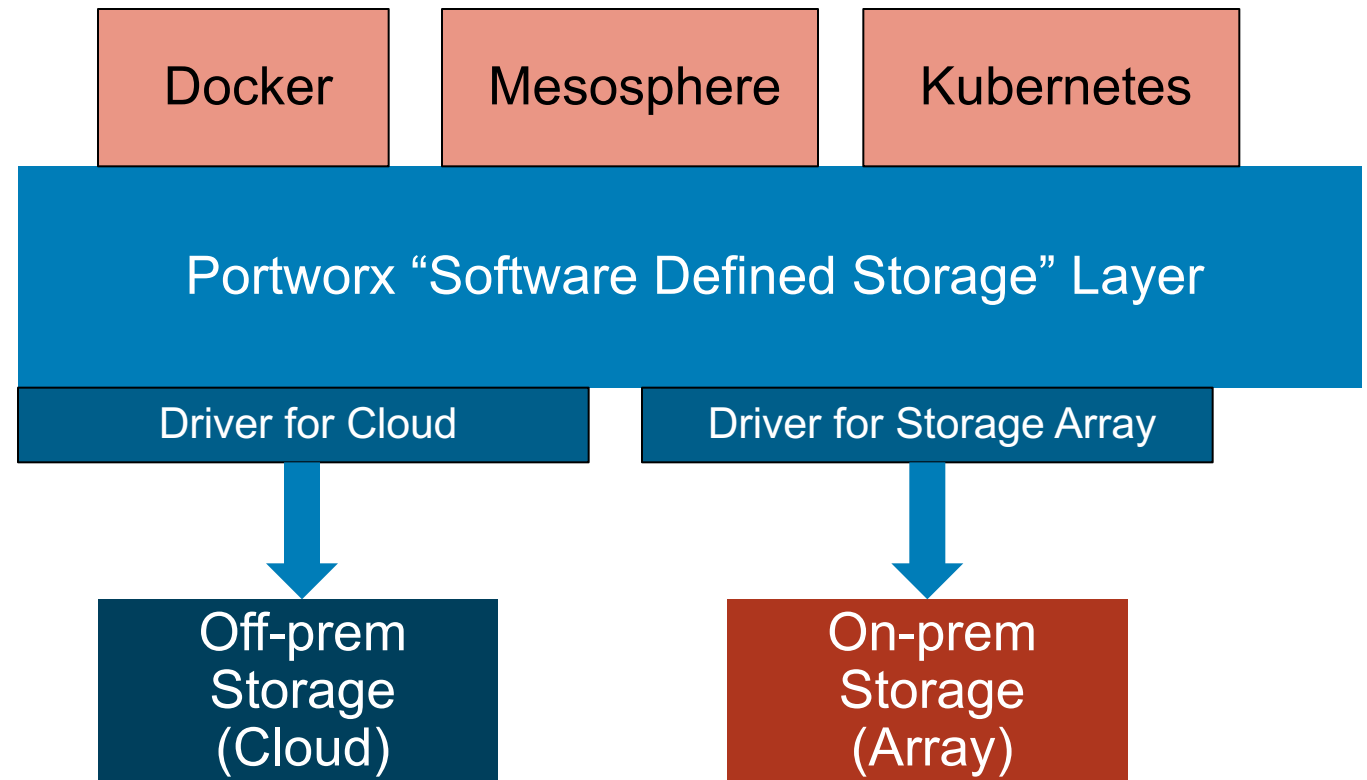 Docker
Mesosphere
Kubernetes
Portworx “Software Defined Storage” Layer
Driver for Cloud
Driver for Storage Array
Off-prem
Storage
(Cloud)
On-prem
Storage
(Array)